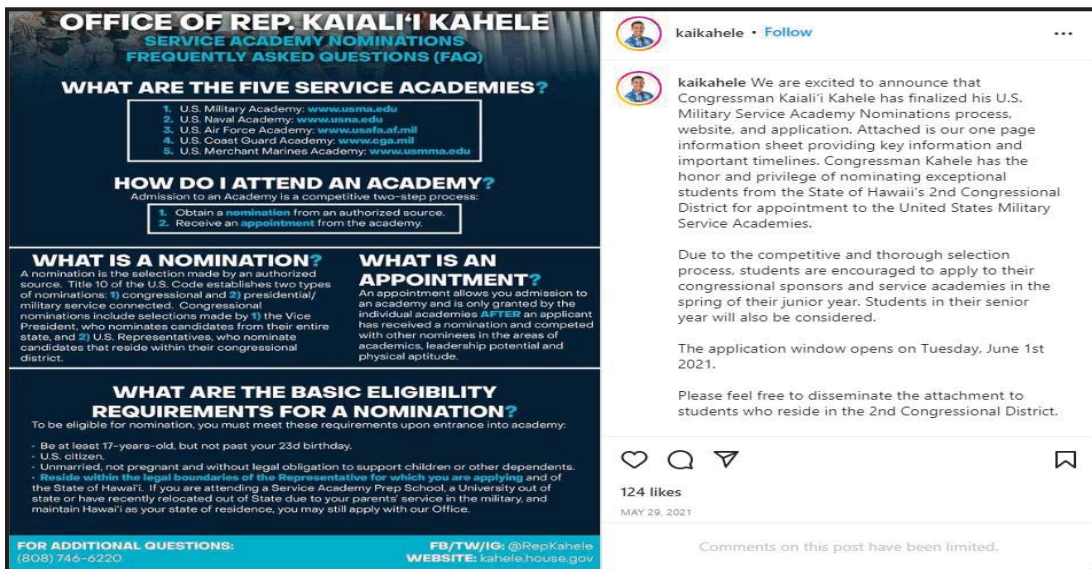 OFFICE OF REP. KAIALI‘I KAHELE
SERVICE ACADEMY NOMINATIONS
FREQUENTLY ASKED QUESTIONS (FAQ)
WHAT ARE THE FIVE SERVICE ACADEMIES?
1. U.S. Military Academy: www.usma.edu
2. U.S. Naval Academy: www.usna.edu
3. U.S. Air Force Academy: www.usafa.af.mil
4. U.S. Coast Guard Academy: www.cga.mil
5. U.S. Merchant Marines Academy: www.usmma.edu
HOW DO I ATTEND AN ACADEMY?
Admission to an Academy is a competitive two-step process:
1. Obtain a nomination from an authorized source.
2. Receive an appointment from the academy.
WHAT IS A NOMINATION?
A nomination is the selection made by an authorized
source. Title 10 of the U.S. Code establishes two types
of nominations: 1) congressional and 2) presidential/
military service connected. Congressional
nominations include selections made by 1) the Vice
President, who nominates candidates from their entire
state, and 2) U.S. Representatives, who nominate
candidates that reside within their congressional
district.
WHAT IS AN
APPOINTMENT?
An appointment allows you admission to
an academy and is only granted by the
individual academies AFTER an applicant
has received a nomination and competed
with other nominees in the areas of
academics, leadership potential and
physical aptitude.
WHAT ARE THE BASIC ELIGIBILITY
REQUIREMENTS FOR A NOMINATION?
To be eligible for nomination, you must meet these requirements upon entrance into academy:
- Be at least 17-years-old, but not past your 23d birthday.
- U.S. citizen.
- Unmarried, not pregnant and without legal obligation to support children or other dependents.
- Reside within the legal boundaries of the Representative for which you are applying and of
the State of Hawai‘i. If you are attending a Service Academy Prep School, a University out of
state or have recently relocated out of State due to your parents' service in the military, and
maintain Hawai‘i as your state of residence, you may still apply with our Office.
FOR ADDITIONAL QUESTIONS:
(808) 746-6220
FB/TW/IG: @RepKahele
WEBSITE: kahele.house.gov
kaikahele • Follow
kaikahele We are excited to announce that
Congressman Kaiali'i Kahele has finalized his U.S.
Military Service Academy Nominations process,
website, and application. Attached is our one page
information sheet providing key information and
important timelines. Congressman Kahele has the
honor and privilege of nominating exceptional
students from the State of Hawaii's 2nd Congressional
District for appointment to the United States Military
Service Academies.
Due to the competitive and thorough selection
process, students are encouraged to apply to their
congressional sponsors and service academies in the
spring of their junior year. Students in their senior
year will also be considered.
The application window opens on Tuesday, June 1st
2021.
Please feel free to disseminate the attachment to
students who reside in the 2nd Congressional District.
124 likes
MAY 29, 2021
Comments on this post have been limited.